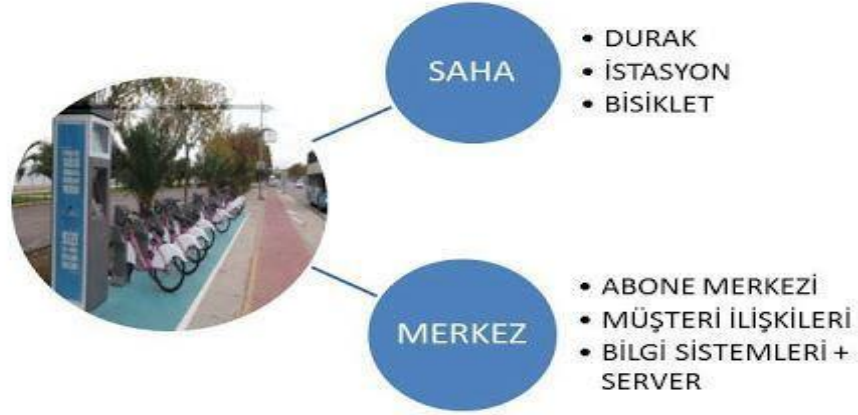 SAHA
• DURAK
• İSTASYON
• BİSİKLET
MERKEZ
• ABONE MERKEZİ
• MÜŞTERİ İLİŞKİLERİ
• BİLGİ SİSTEMLERİ +
SERVER